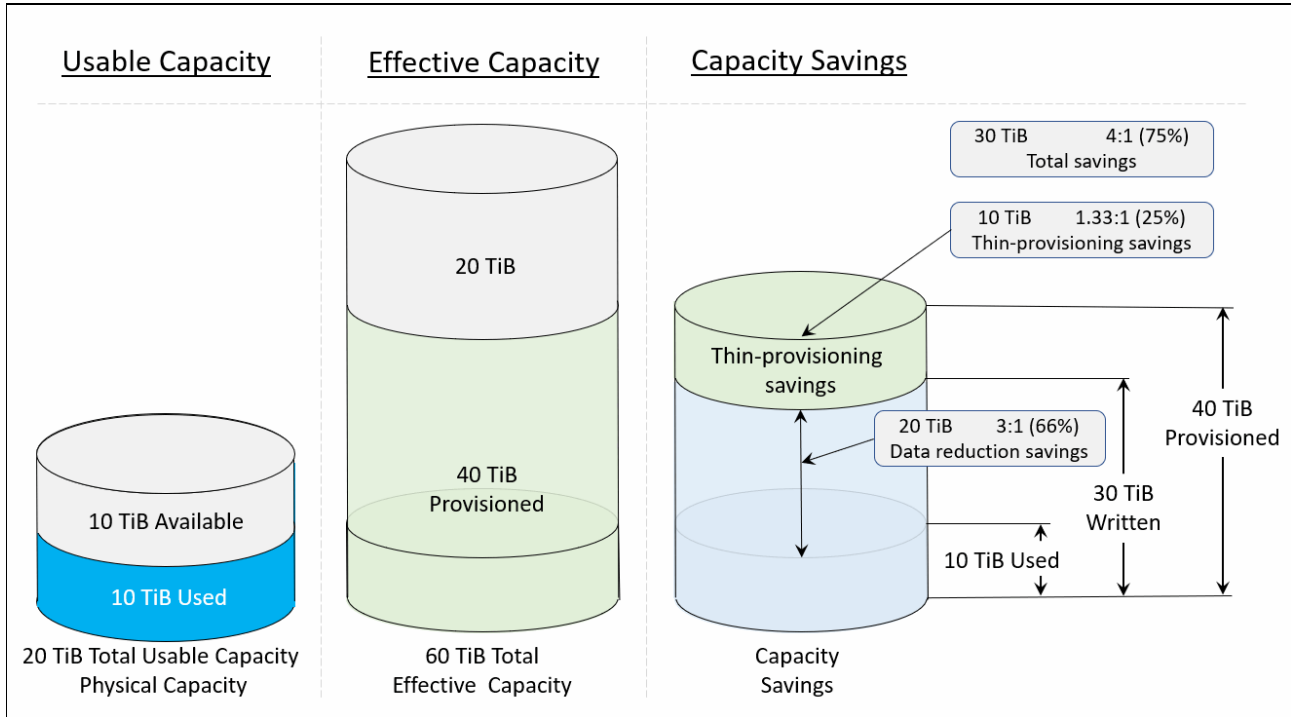 Usable Capacity
Effective Capacity
Capacity Savings
10 TiB Available
10 TiB Used
20 TiB Total Usable Capacity
Physical Capacity
20 TiB
40 TiB
Provisioned
60 TiB Total
Effective Capacity
30 TiB 4:1 (75%)
Total savings
10 TiB 1.33:1 (25%)
Thin-provisioning savings
Thin-provisioning
savings
20 TiB 3:1 (66%)
Data reduction savings
10 TiB Used
30 TiB
Written
40 TiB
Provisioned
Capacity
Savings